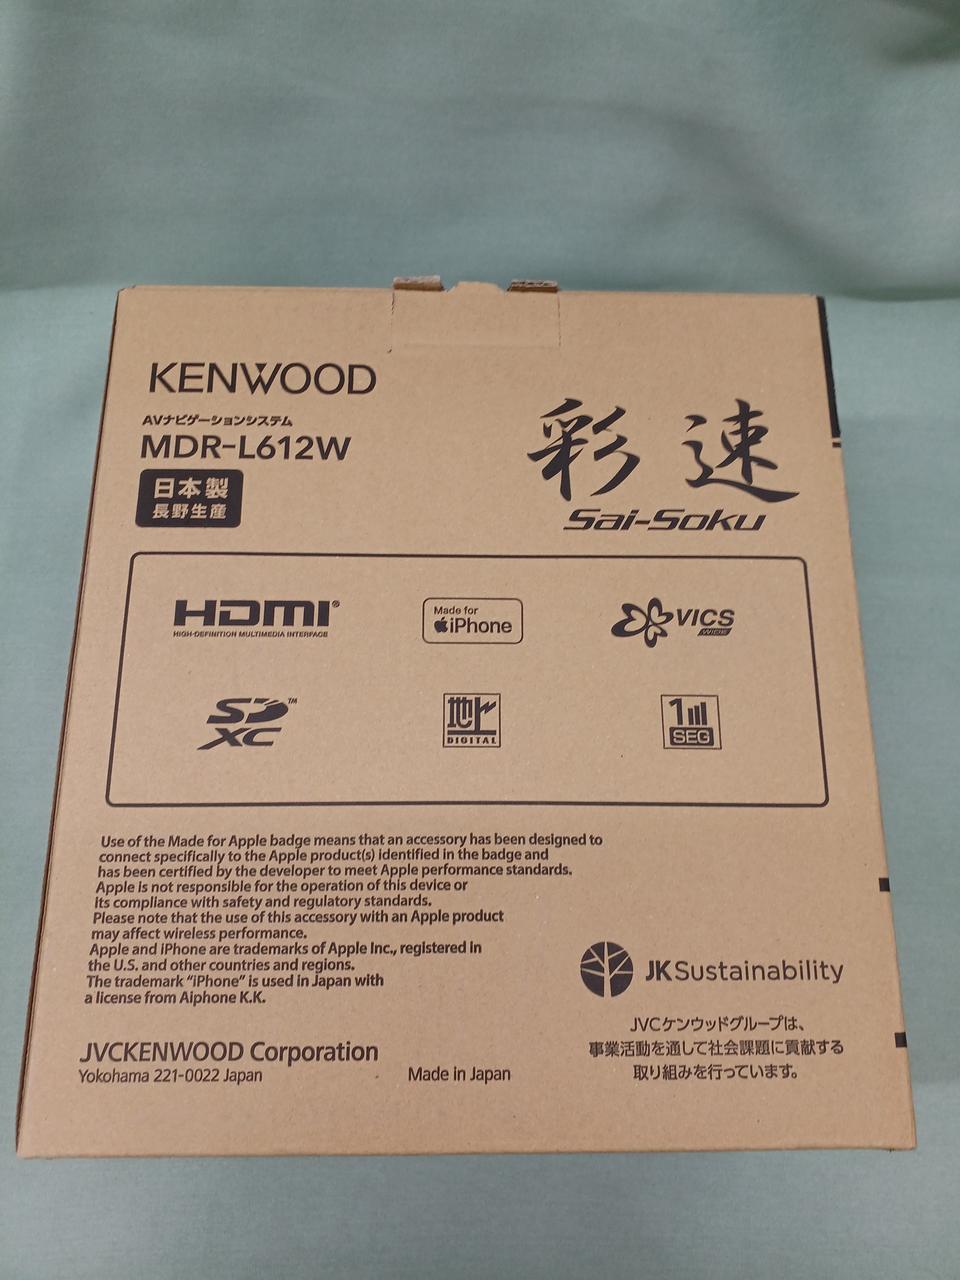 KENWOOD
AVナビゲーションシステム
MDR-L612W
日本製
長野生産
彩速
Sai-Soku
HDMI®
HIGH-DEFINITION MULTIMEDIA INTERFACE
Made for
iPhone
VICS
WIDE
SD™
XC
地上
DIGITAL
1
SEG
Use of the Made for Apple badge means that an accessory has been designed to
connect specifically to the Apple product(s) identified in the badge and
has been certified by the developer to meet Apple performance standards.
Apple is not responsible for the operation of this device or
its compliance with safety and regulatory standards.
Please note that the use of this accessory with an Apple product
may affect wireless performance.
Apple and iPhone are trademarks of Apple Inc., registered in
the U.S. and other countries and regions.
The trademark “iPhone” is used in Japan with
a license from Aiphone K.K.
JVCKENWOOD Corporation
Yokohama 221-0022 Japan
Made in Japan
JKSustainability
JVCケンウッドグループは、
事業活動を通して社会課題に貢献する
取り組みを行っています。